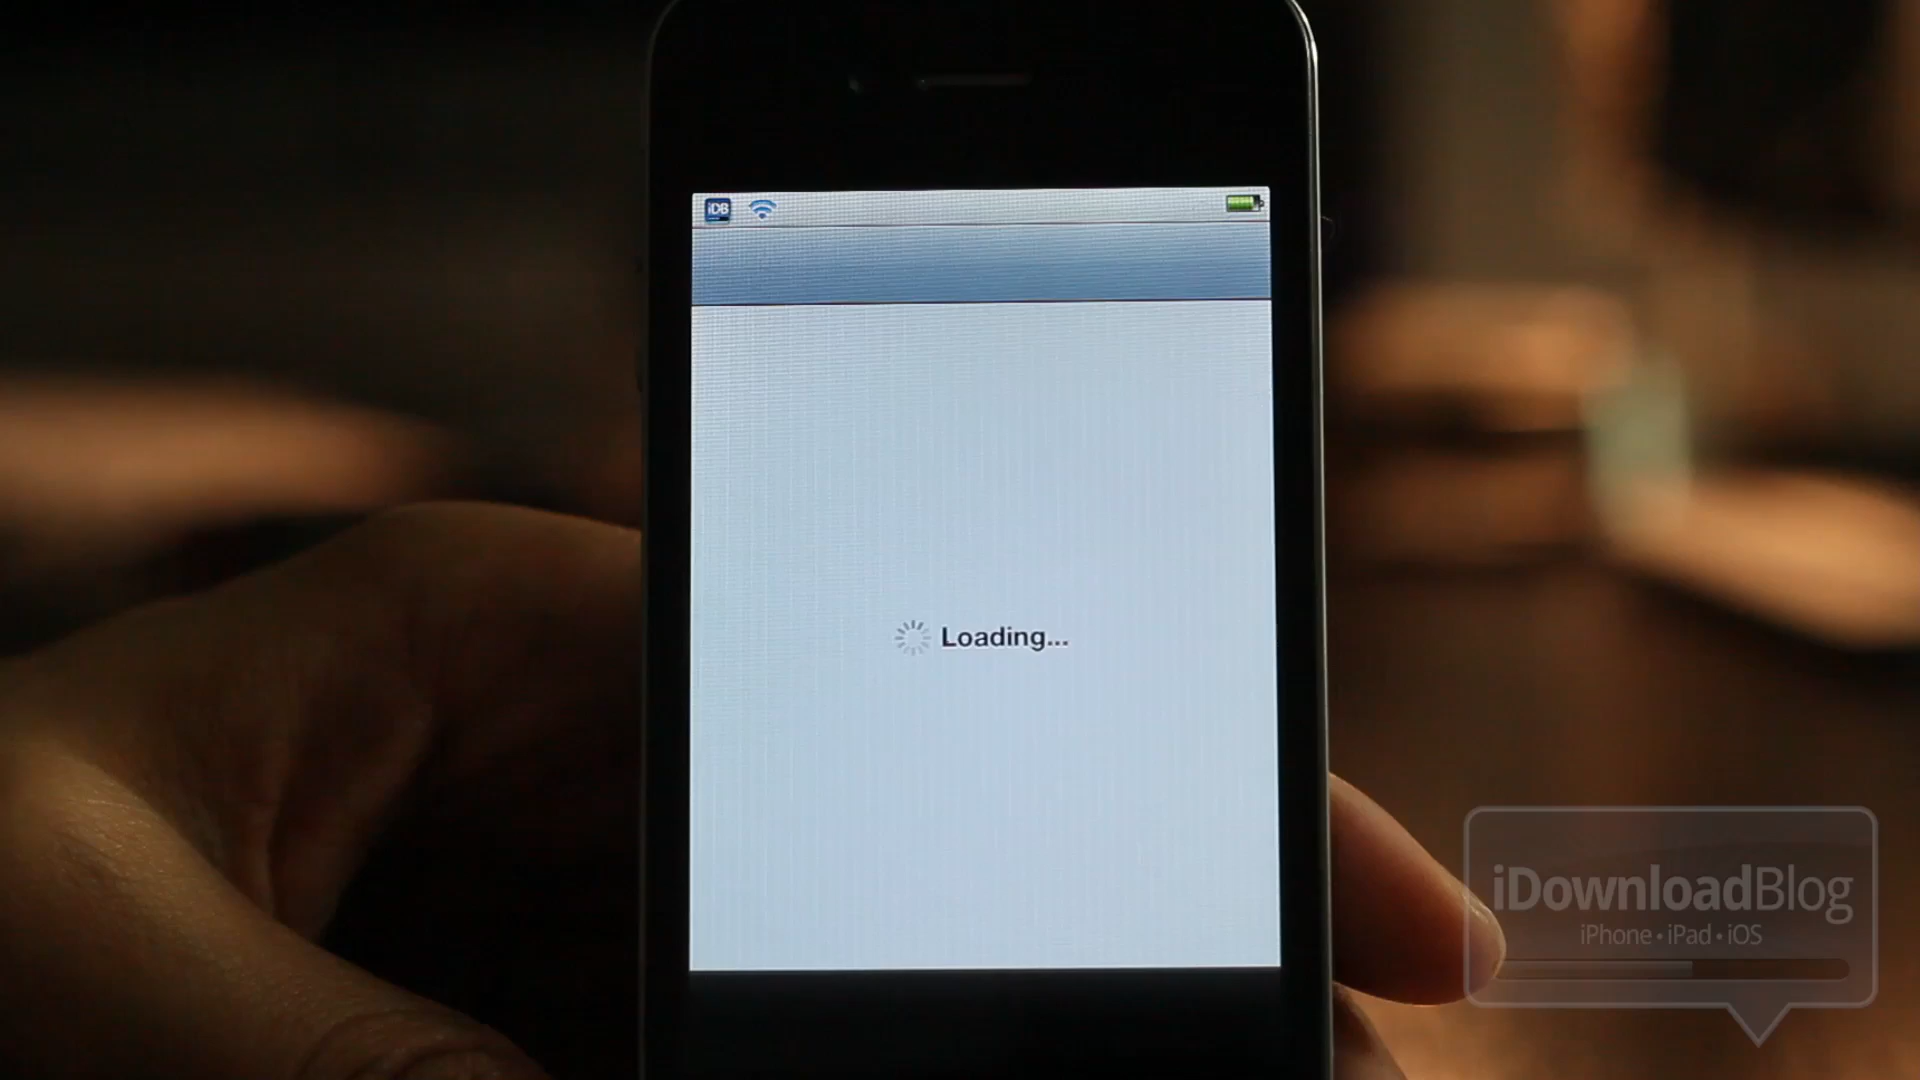 iDB
Loading...
iDownloadBlog
iPhone • iPad • iOS